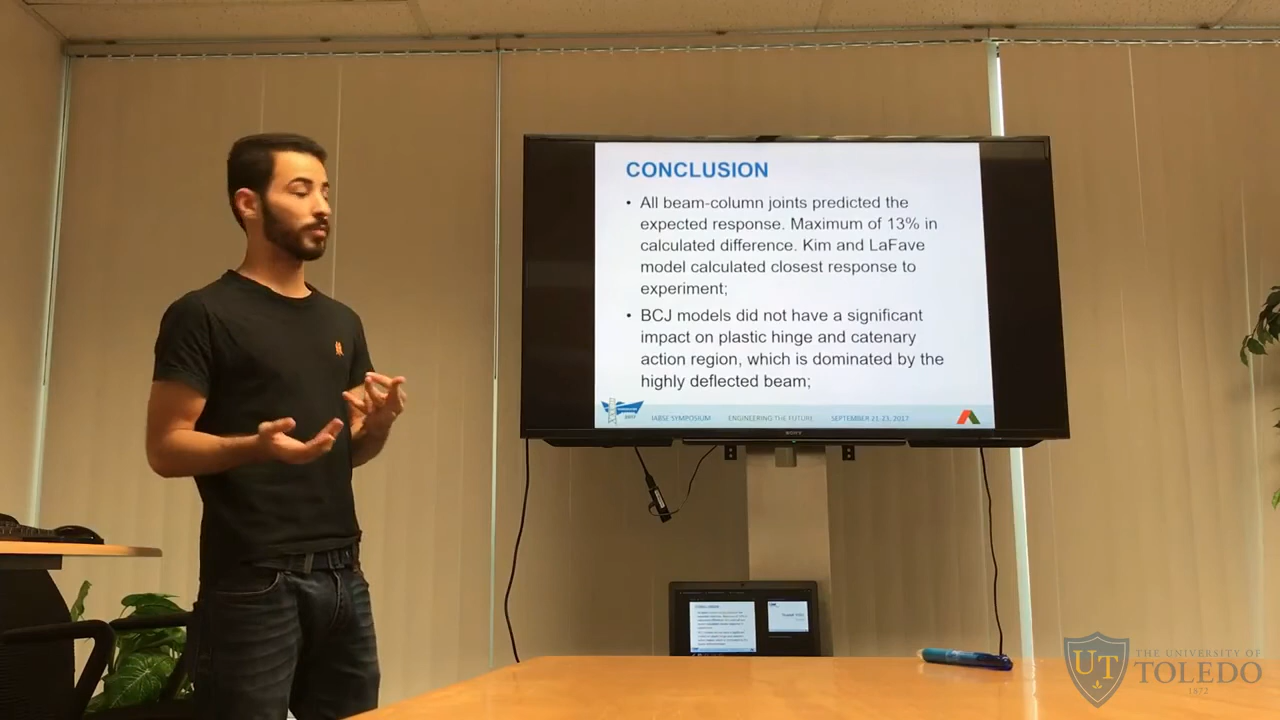 CONCLUSION
• All beam-column joints predicted the
expected response. Maximum of 13% in
calculated difference. Kim and LaFave
model calculated closest response to
experiment;
• BCJ models did not have a significant
impact on plastic hinge and catenary
action region, which is dominated by the
highly deflected beam;
IABSE SYMPOSIUM ENGINEERING THE FUTURE SEPTEMBER 21-23, 2017
SONY
UT
THE UNIVERSITY OF
TOLEDO
1872